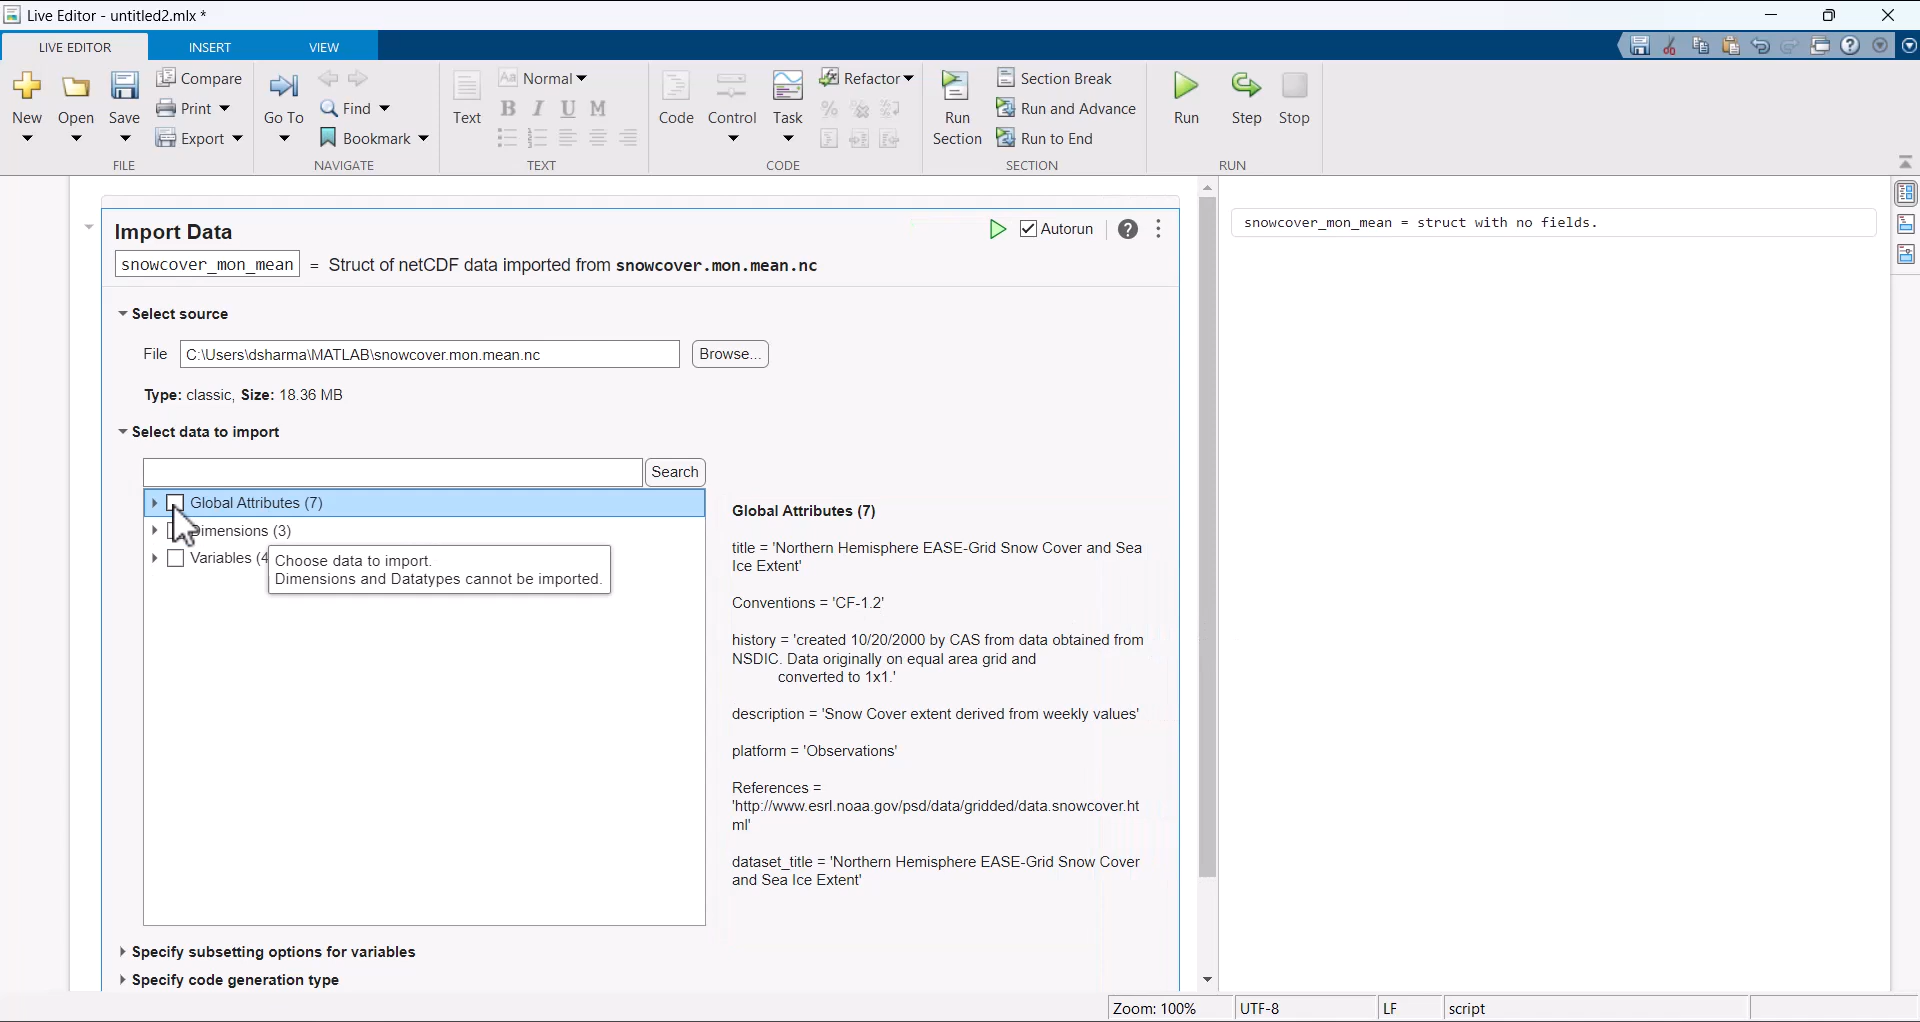 Live Editor - untitled2.mlx *
LIVE EDITOR INSERT VIEW
New Open Save Compare Print Export
FILE
Go To Find Bookmark
NAVIGATE
Text Aa Normal
B I U M
TEXT
Code Control Task Refactor
CODE
Run Section Section Break Run and Advance Run to End
SECTION
Run Step Stop
RUN
Import Data
Autorun
snowcover_mon_mean = Struct of netCDF data imported from snowcover.mon.mean.nc
Select source
File C:\Users\dsharma\MATLAB\snowcover.mon.mean.nc Browse...
Type: classic, Size: 18.36 MB
Select data to import
Search
Global Attributes (7)
imensions (3)
Variables (4
Choose data to import.
Dimensions and Datatypes cannot be imported.
Global Attributes (7)
title = 'Northern Hemisphere EASE-Grid Snow Cover and Sea
Ice Extent'
Conventions = 'CF-1.2'
history = 'created 10/20/2000 by CAS from data obtained from
NSDIC. Data originally on equal area grid and
converted to 1x1.'
description = 'Snow Cover extent derived from weekly values'
platform = 'Observations'
References =
'http://www.esrl.noaa.gov/psd/data/gridded/data.snowcover.ht
ml'
dataset_title = 'Northern Hemisphere EASE-Grid Snow Cover
and Sea Ice Extent'
Specify subsetting options for variables
Specify code generation type
snowcover_mon_mean = struct with no fields.
Zoom: 100% UTF-8 LF script